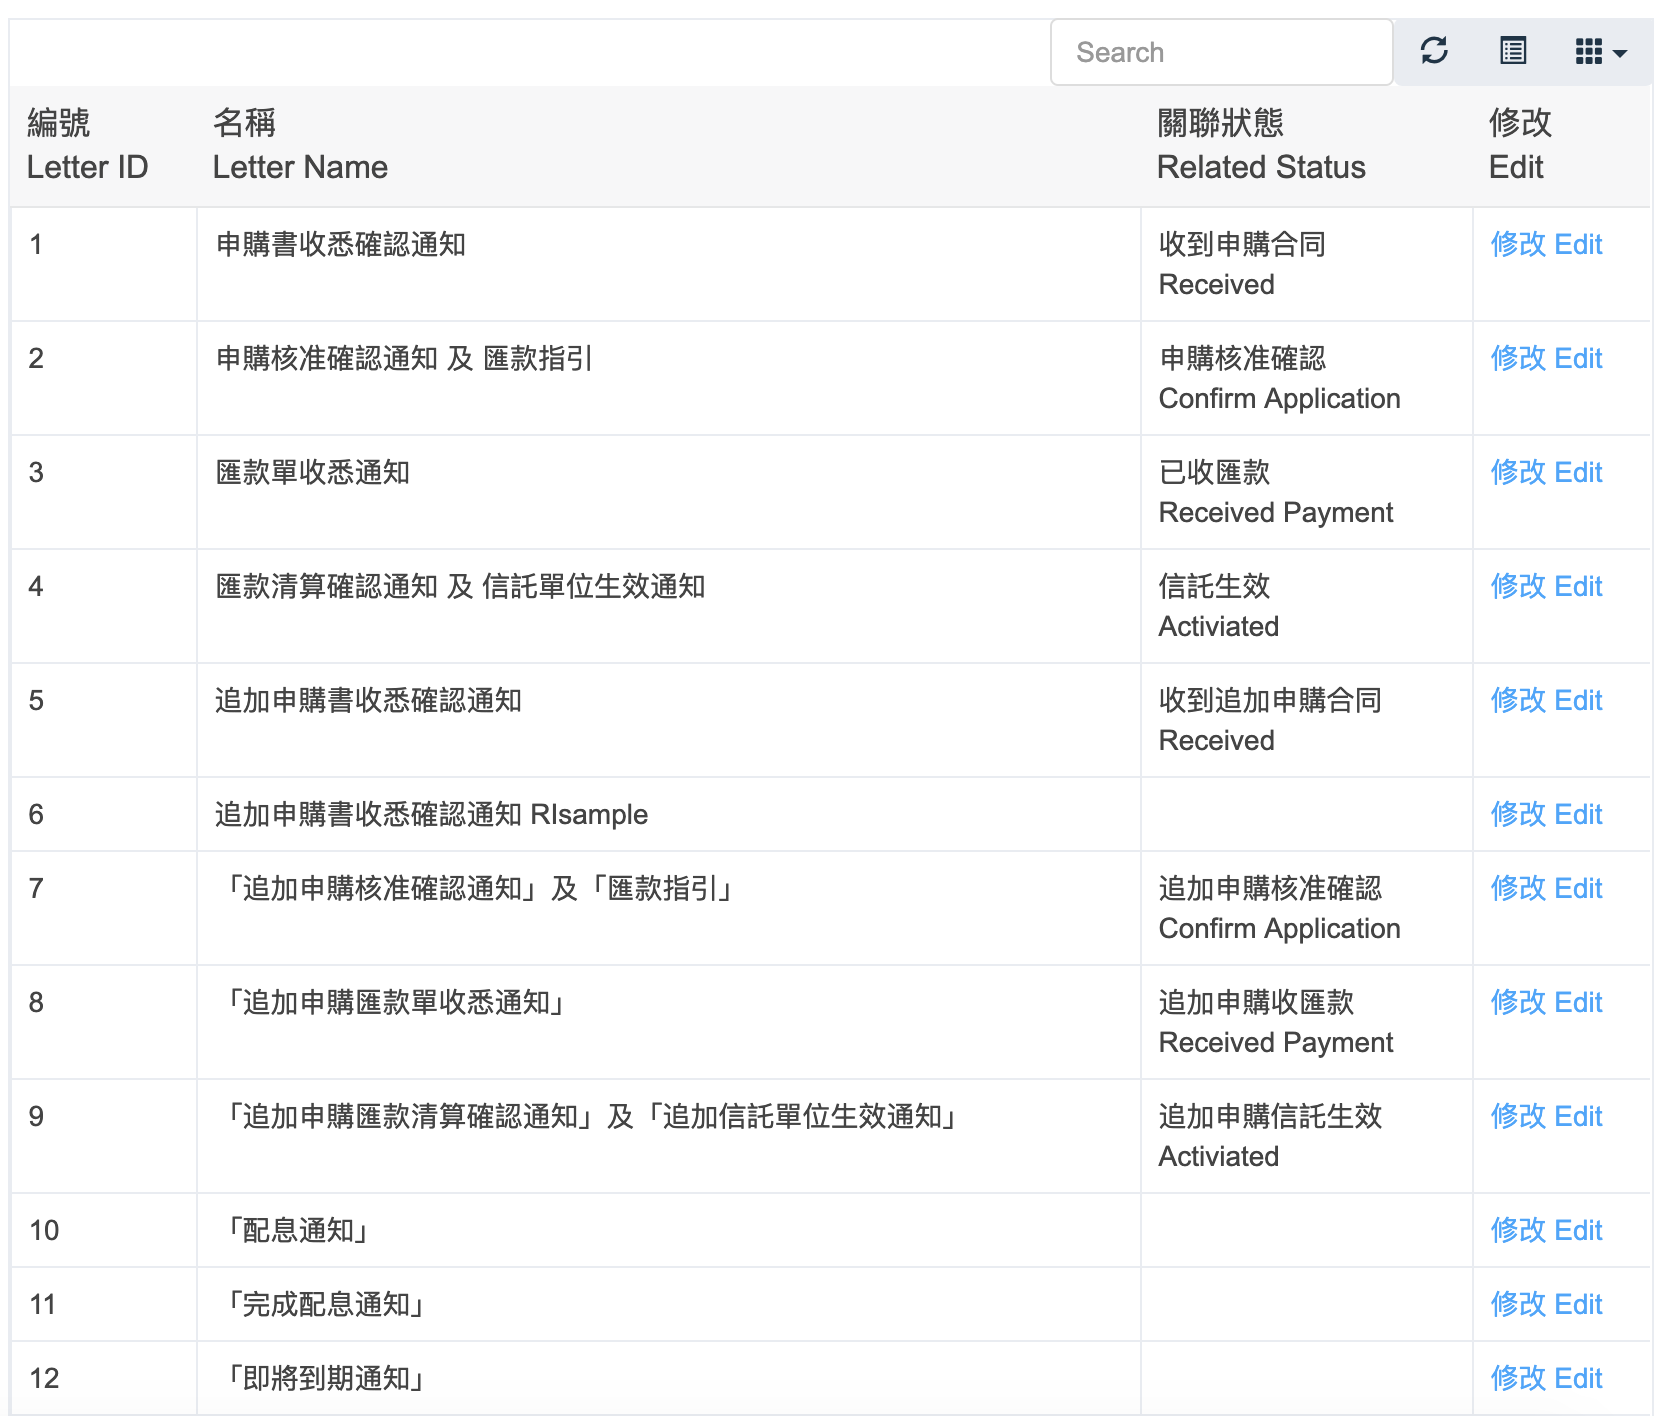 Search
編號 名稱 關聯狀態 修改
Letter ID Letter Name Related Status Edit
1 申購書收悉確認通知 收到申購合同 修改 Edit
Received
2 申購核准確認通知 及 匯款指引 申購核准確認 修改 Edit
Confirm Application
3 匯款單收悉通知 已收匯款 修改 Edit
Received Payment
4 匯款清算確認通知 及 信託單位生效通知 信託生效 修改 Edit
Activiated
5 追加申購書收悉確認通知 收到追加申購合同 修改 Edit
Received
6 追加申購書收悉確認通知 RIsample 修改 Edit
7 「追加申購核准確認通知」及「匯款指引」 追加申購核准確認 修改 Edit
Confirm Application
8 「追加申購匯款單收悉通知」 追加申購收匯款 修改 Edit
Received Payment
9 「追加申購匯款清算確認通知」及「追加信託單位生效通知」 追加申購信託生效 修改 Edit
Activiated
10 「配息通知」 修改 Edit
11 「完成配息通知」 修改 Edit
12 「即將到期通知」 修改 Edit